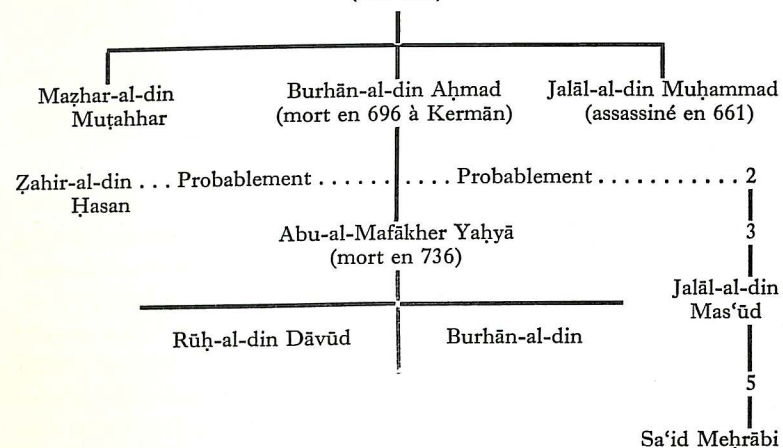 Maẓhar-al-din Burhān-al-din Aḥmad Jalāl-al-din Muḥammad
Muṭahhar (mort en 696 à Kermān) (assassiné en 661)
Ẓahir-al-din ... Probablement .......... Probablement .......... 2
Ḥasan
Abu-al-Mafākher Yaḥyā 3
(mort en 736)
Jalāl-al-din
Mas‘ūd
Rūḥ-al-din Dāvūd Burhān-al-din
5
Sa‘id Mehrābi